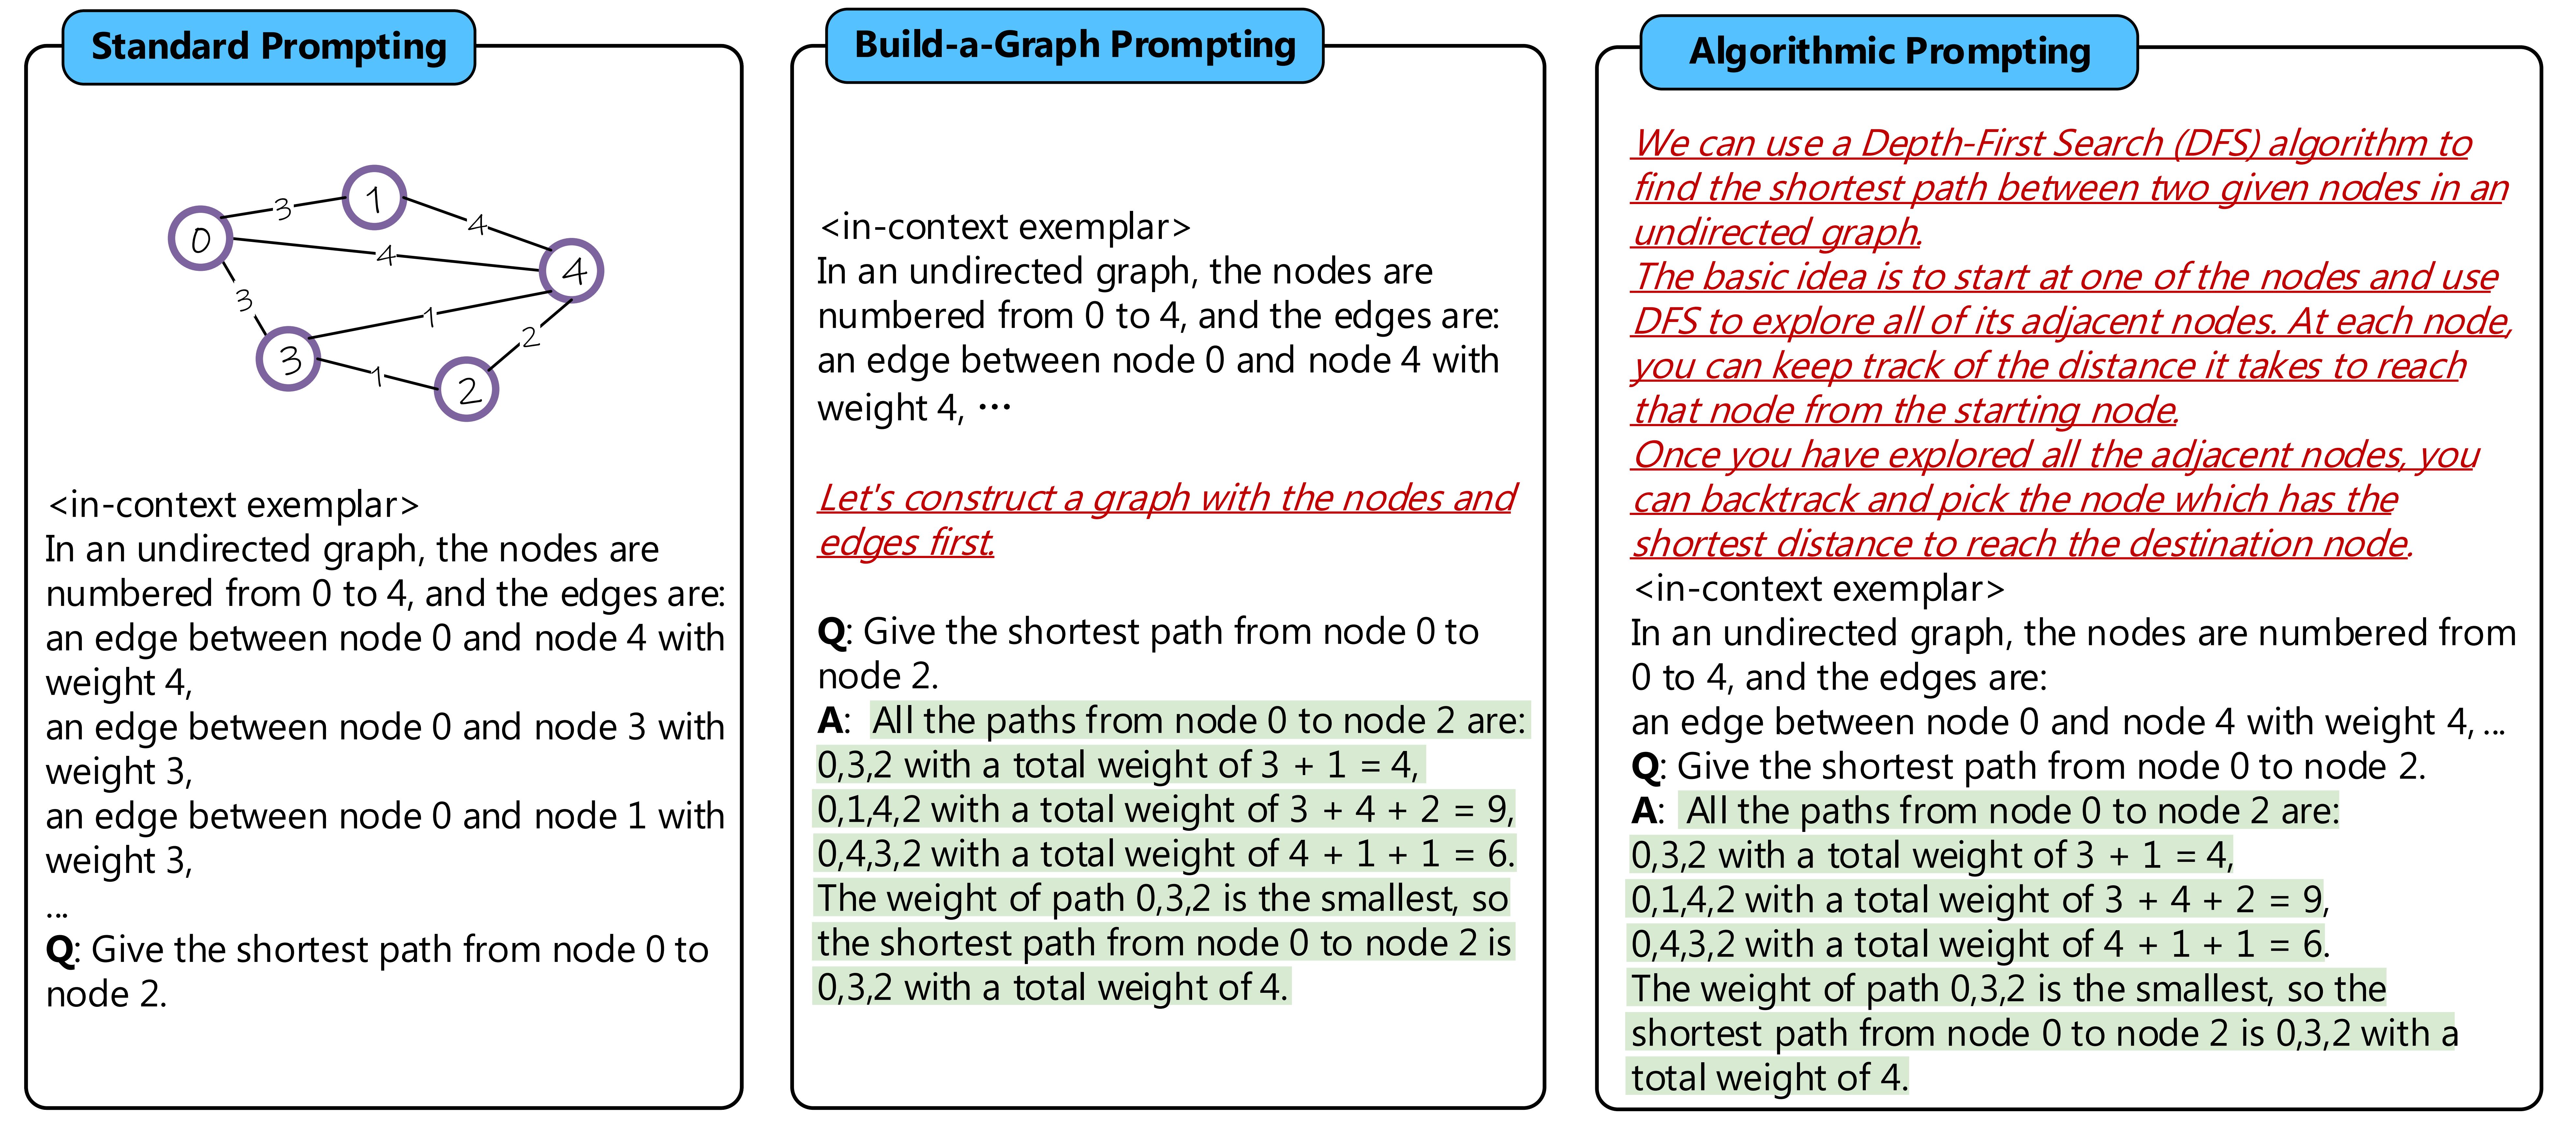 Standard Prompting
0
3
1
4
4
4
3
1
3
1
2
2
<in-context exemplar>
In an undirected graph, the nodes are
numbered from 0 to 4, and the edges are:
an edge between node 0 and node 4 with
weight 4,
an edge between node 0 and node 3 with
weight 3,
an edge between node 0 and node 1 with
weight 3,
...
Q: Give the shortest path from node 0 to
node 2.
Build-a-Graph Prompting
<in-context exemplar>
In an undirected graph, the nodes are
numbered from 0 to 4, and the edges are:
an edge between node 0 and node 4 with
weight 4, ⋯
Let's construct a graph with the nodes and
edges first.
Q: Give the shortest path from node 0 to
node 2.
A: All the paths from node 0 to node 2 are:
0,3,2 with a total weight of 3 + 1 = 4,
0,1,4,2 with a total weight of 3 + 4 + 2 = 9,
0,4,3,2 with a total weight of 4 + 1 + 1 = 6.
The weight of path 0,3,2 is the smallest, so
the shortest path from node 0 to node 2 is
0,3,2 with a total weight of 4.
Algorithmic Prompting
We can use a Depth-First Search (DFS) algorithm to
find the shortest path between two given nodes in an
undirected graph.
The basic idea is to start at one of the nodes and use
DFS to explore all of its adjacent nodes. At each node,
you can keep track of the distance it takes to reach
that node from the starting node.
Once you have explored all the adjacent nodes, you
can backtrack and pick the node which has the
shortest distance to reach the destination node.
<in-context exemplar>
In an undirected graph, the nodes are numbered from
0 to 4, and the edges are:
an edge between node 0 and node 4 with weight 4, ...
Q: Give the shortest path from node 0 to node 2.
A: All the paths from node 0 to node 2 are:
0,3,2 with a total weight of 3 + 1 = 4,
0,1,4,2 with a total weight of 3 + 4 + 2 = 9,
0,4,3,2 with a total weight of 4 + 1 + 1 = 6.
The weight of path 0,3,2 is the smallest, so the
shortest path from node 0 to node 2 is 0,3,2 with a
total weight of 4.